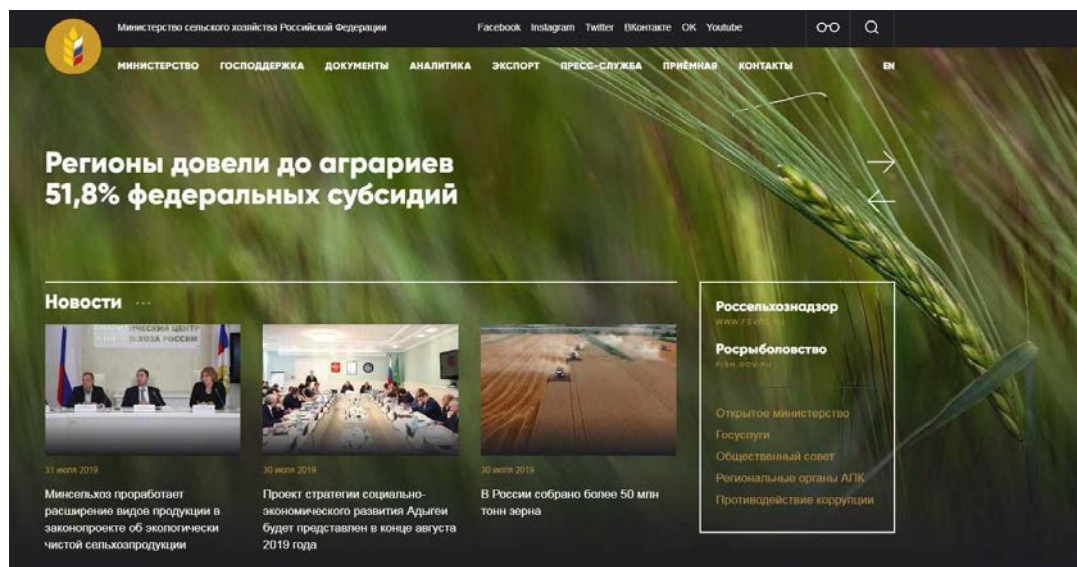 Министерство сельского хозяйства Российской Федерации
Facebook Instagram Twitter ВКонтакте OK Youtube
МИНИСТЕРСТВО ГОСПОДДЕРЖКА ДОКУМЕНТЫ АНАЛИТИКА ЭКСПОРТ ПРЕСС-СЛУЖБА ПРИЁМНАЯ КОНТАКТЫ EN
Регионы довели до аграриев
51,8% федеральных субсидий
Новости ...
31 июля 2019
Минсельхоз проработает
расширение видов продукции в
законопроекте об экологически
чистой сельхозпродукции
30 июля 2019
Проект стратегии социально-
экономического развития Адыгеи
будет представлен в конце августа
2019 года
30 июля 2019
В России собрано более 50 млн
тонн зерна
Россельхознадзор
WWW.FSVPS.RU
Росрыболовство
FISH.GOV.RU
Открытое министерство
Госуслуги
Общественный совет
Региональные органы АПК
Противодействие коррупции